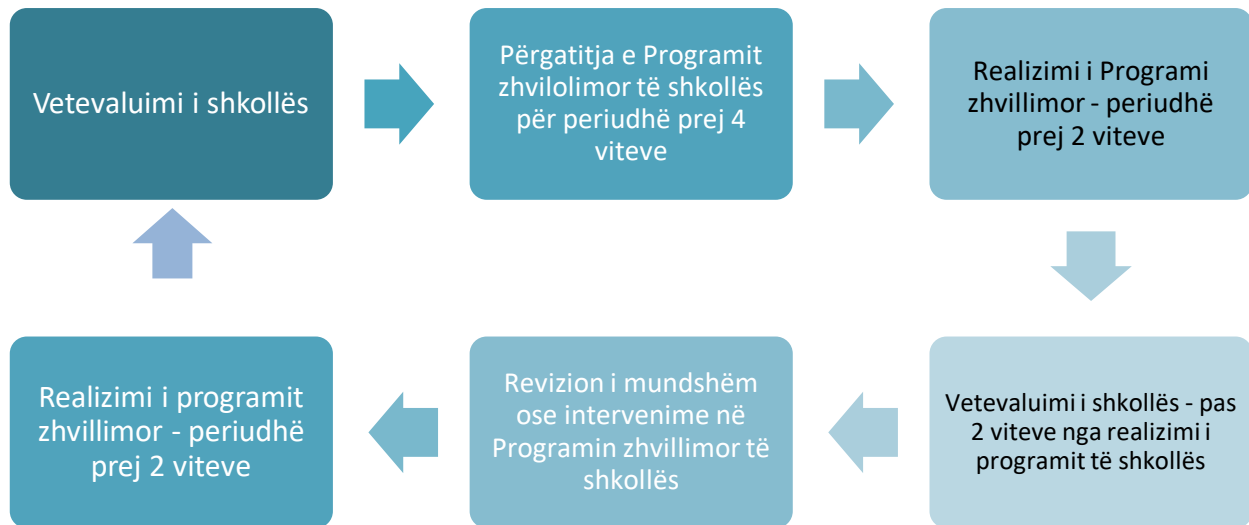 Vetevaluimi i shkollës
Përgatitja e Programit
zhvilolimor të shkollës
për periudhë prej 4
viteve
Realizimi i Programi
zhvillimor - periudhë
prej 2 viteve
Vetevaluimi i shkollës - pas
2 viteve nga realizimi i
programit të shkollës
Revizion i mundshëm
ose intervenime në
Programin zhvillimor të
shkollës
Realizimi i programit
zhvillimor - periudhë
prej 2 viteve